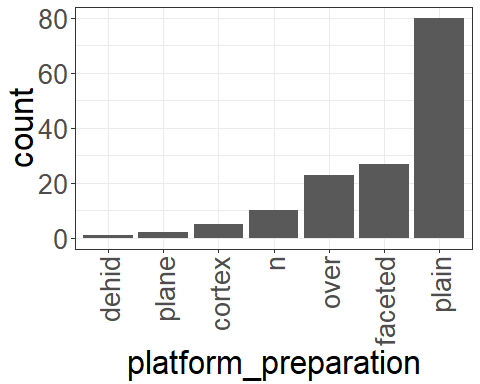 80
60
40
20
0
count
dehid
plane
cortex
n
over
faceted
plain
platform_preparation